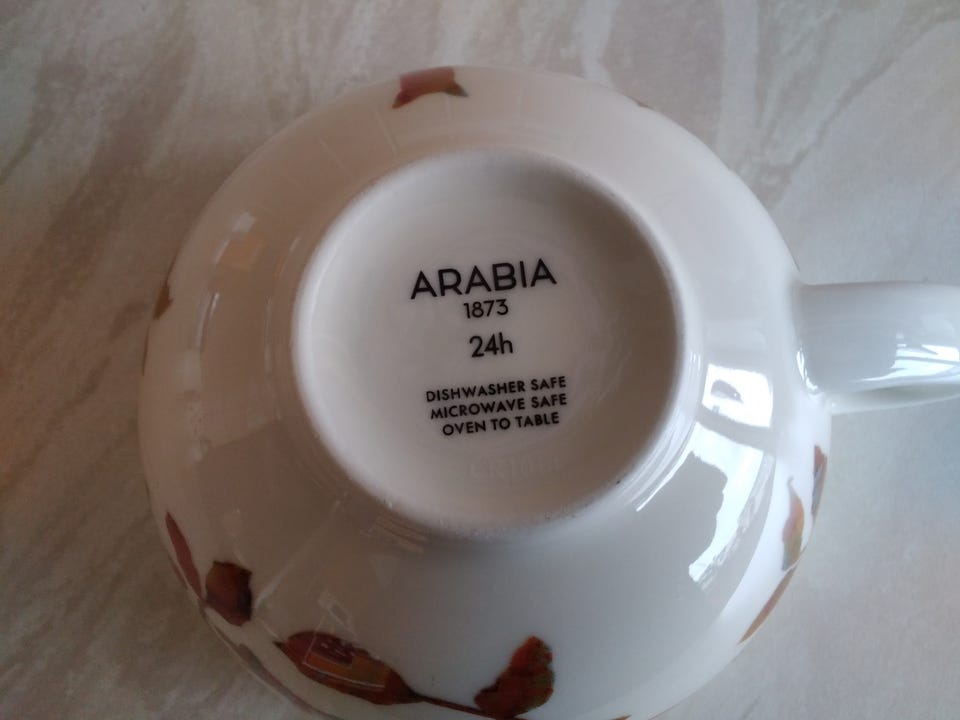 ARABIA
1873
24h
DISHWASHER SAFE
MICROWAVE SAFE
OVEN TO TABLE